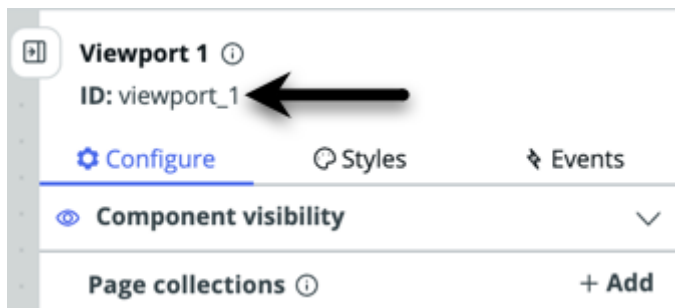 Viewport 1
ID: viewport_1
Configure Styles Events
Component visibility
Page collections + Add